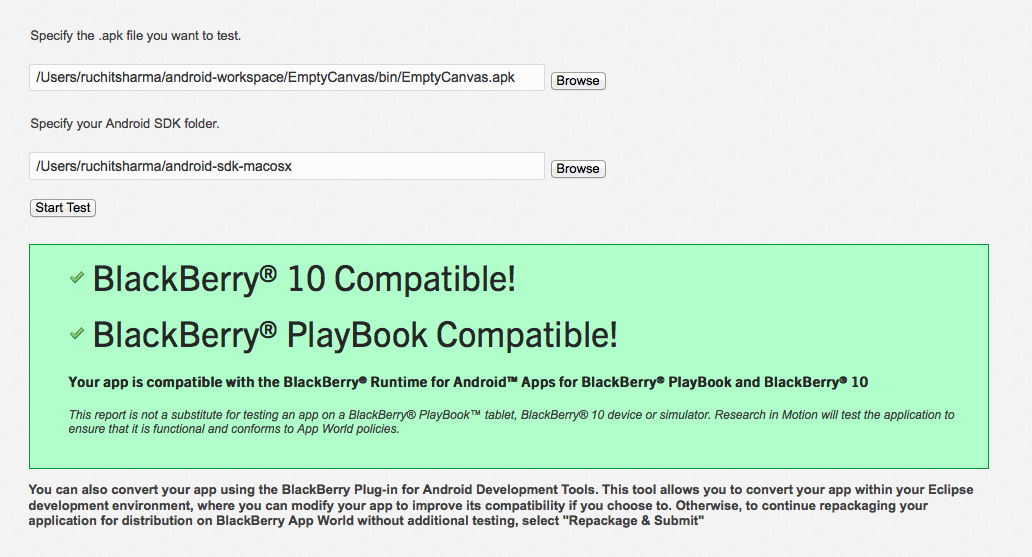 Specify the .apk file you want to test.
/Users/ruchitsharma/android-workspace/EmptyCanvas/bin/EmptyCanvas.apk
Browse
Specify your Android SDK folder.
/Users/ruchitsharma/android-sdk-macosx
Browse
Start Test
BlackBerry® 10 Compatible!
BlackBerry® PlayBook Compatible!
Your app is compatible with the BlackBerry® Runtime for Android™ Apps for BlackBerry® PlayBook and BlackBerry® 10
This report is not a substitute for testing an app on a BlackBerry® PlayBook™ tablet, BlackBerry® 10 device or simulator. Research in Motion will test the application to
ensure that it is functional and conforms to App World policies.
You can also convert your app using the BlackBerry Plug-in for Android Development Tools. This tool allows you to convert your app within your Eclipse
development environment, where you can modify your app to improve its compatibility if you choose to. Otherwise, to continue repackaging your
application for distribution on BlackBerry App World without additional testing, select "Repackage & Submit"